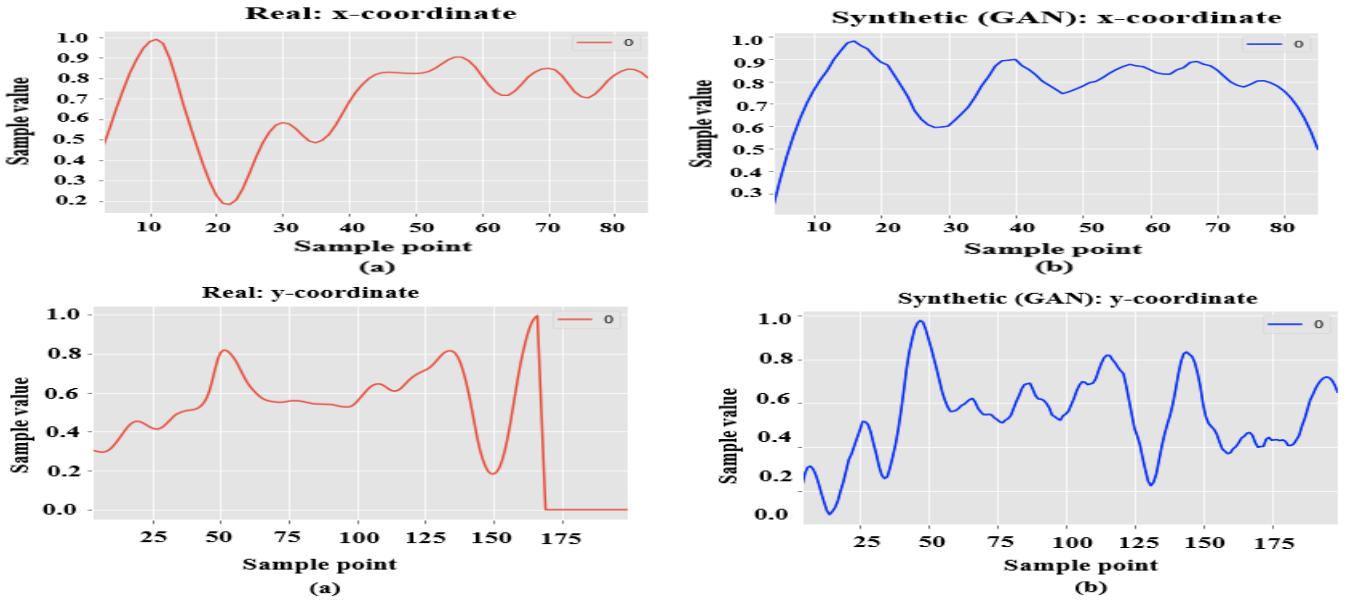 Real: x-coordinate
1.0
0.9
0.8
0.7
0.5
0.4
0.3
0.2
Sample value
0
10 20 30 40 50 60 70 80
Sample point
(a)
Synthetic (GAN): x-coordinate
1.0
0.9
0.8
0.7
0.6
0.5
0.4
0.3
Sample value
0
10 20 30 40 50 60 70 80
Sample point
(b)
Real: y-coordinate
1.0
0.8
0.6
0.4
0.2
0.0
Sample value
0
25 50 75 100 125 150 175
Sample point
(a)
Synthetic (GAN): y-coordinate
1.0
0.8
0.6
0.4
0.2
0.0
Sample value
0
25 50 75 100 125 150 175
Sample point
(b)